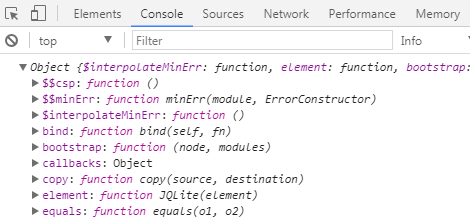 Elements Console Sources Network Performance Memory
top Filter Info
Object {$interpolateMinErr: function, element: function, bootstrap:
$$csp: function ()
$$minErr: function minErr(module, ErrorConstructor)
$interpolateMinErr: function ()
bind: function bind(self, fn)
bootstrap: function (node, modules)
callbacks: Object
copy: function copy(source, destination)
element: function JQLite(element)
equals: function equals(o1, o2)